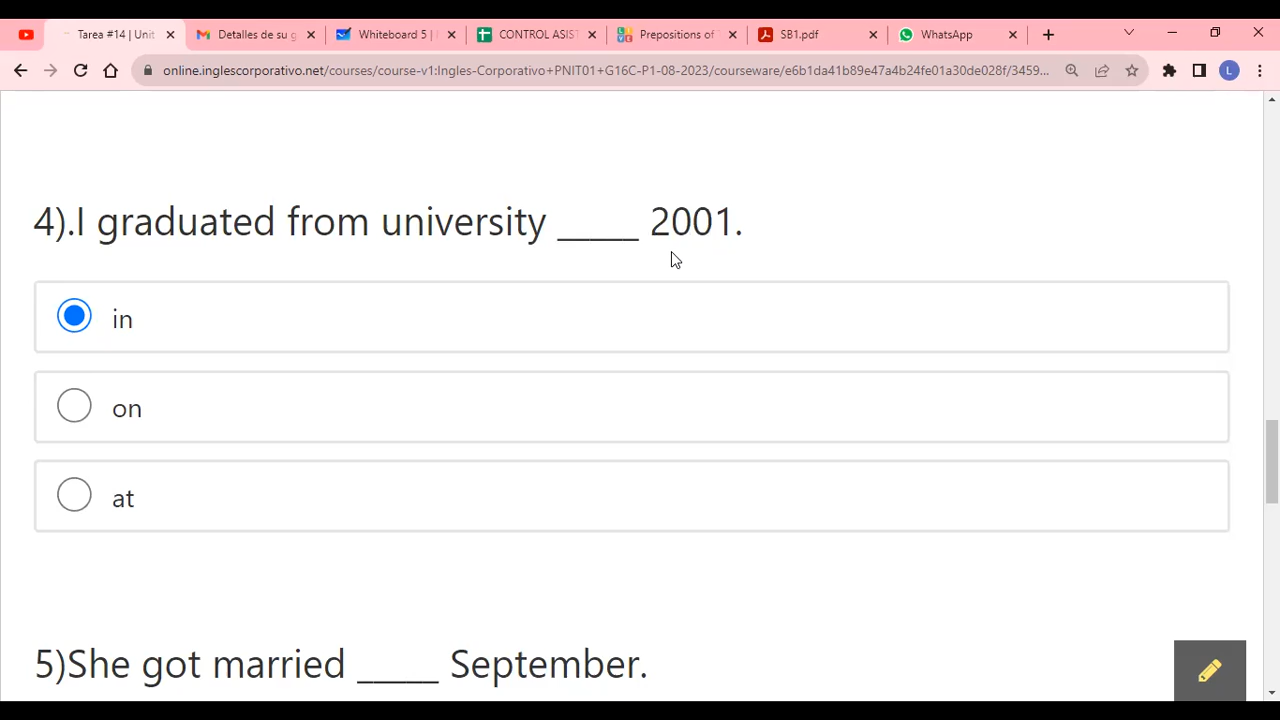 Tarea #14 | Unit
Detalles de su g
Whiteboard 5 |
CONTROL ASIST
Prepositions of T
SB1.pdf
WhatsApp
online.inglescorporativo.net/courses/course-v1:Ingles-Corporativo+PNIT01+G16C-P1-08-2023/courseware/e6b1da41b89e47a4b24fe01a30de028f/3459...
L
4).I graduated from university _____ 2001.
in
on
at
5)She got married _____ September.